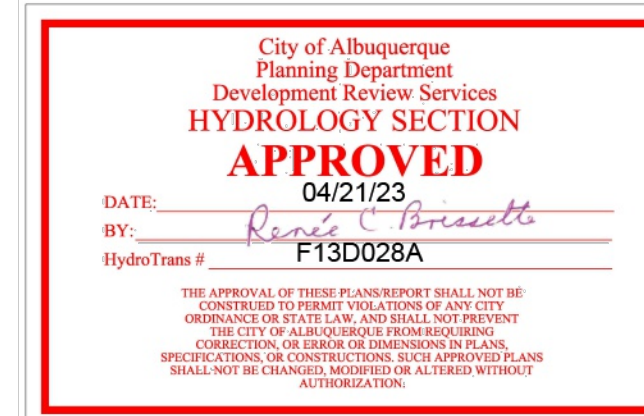 City of Albuquerque
Planning Department
Development Review Services
HYDROLOGY SECTION
APPROVED
DATE: 04/21/23
BY: Renée C. Brissette
HydroTrans # F13D028A
THE APPROVAL OF THESE PLANS/REPORT SHALL NOT BE
CONSTRUED TO PERMIT VIOLATIONS OF ANY CITY
ORDINANCE OR STATE LAW, AND SHALL NOT PREVENT
THE CITY OF ALBUQUERQUE FROM REQUIRING
CORRECTION, OR ERROR OR DIMENSIONS IN PLANS,
SPECIFICATIONS, OR CONSTRUCTIONS. SUCH APPROVED PLANS
SHALL NOT BE CHANGED, MODIFIED OR ALTERED WITHOUT
AUTHORIZATION.